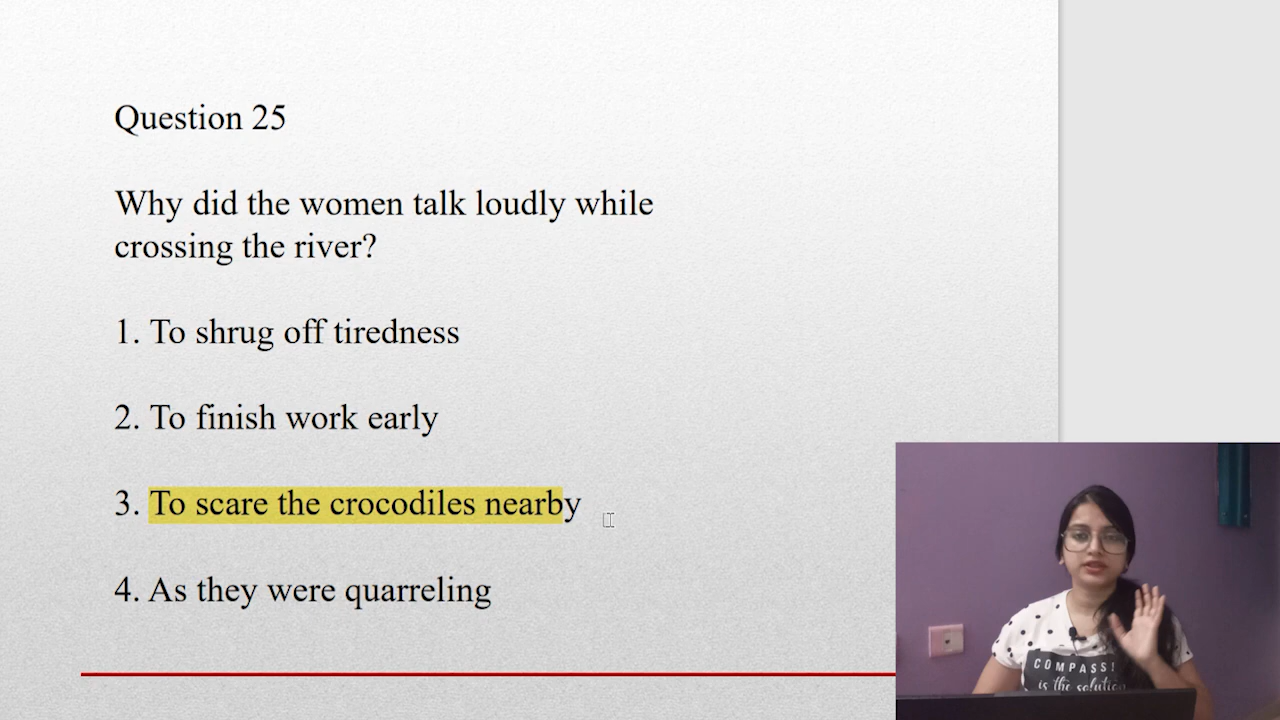 Question 25
Why did the women talk loudly while
crossing the river?
1. To shrug off tiredness
2. To finish work early
3. To scare the crocodiles nearby
4. As they were quarreling
COMPASS!
is the solution